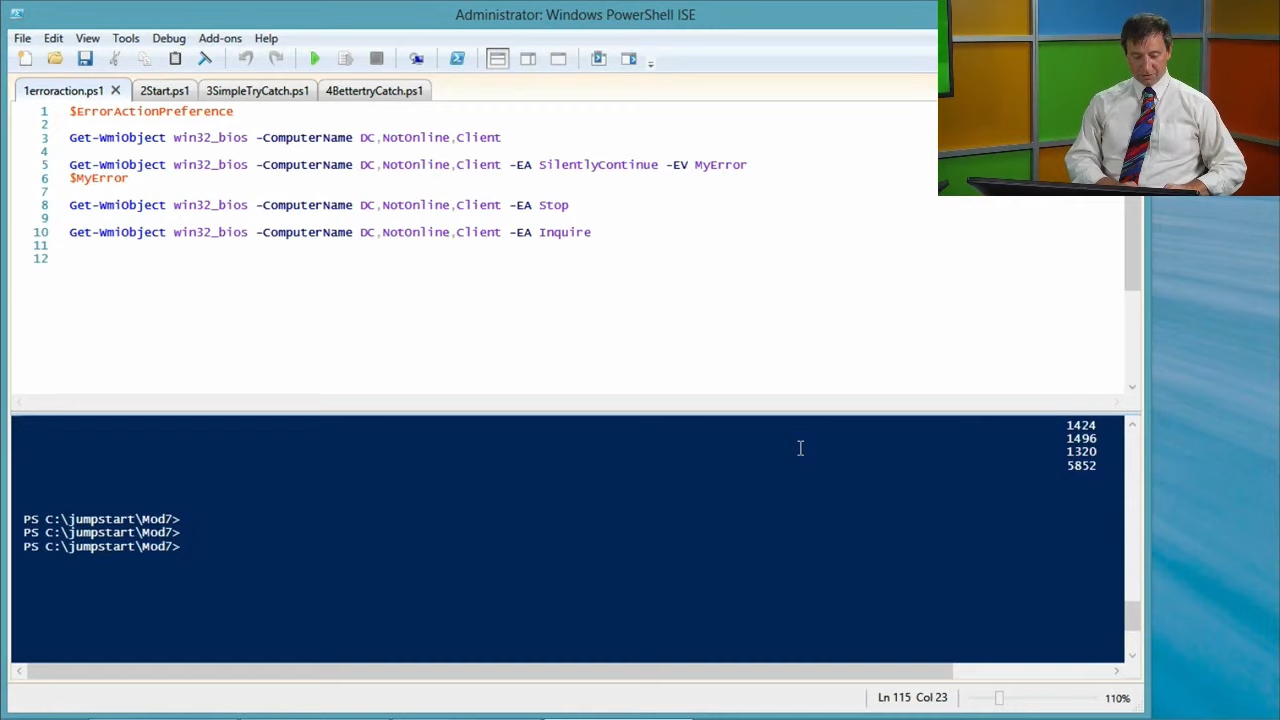 Administrator: Windows PowerShell ISE
File Edit View Tools Debug Add-ons Help
1erroraction.ps1 2Start.ps1 3SimpleTryCatch.ps1 4BettertryCatch.ps1
1 $ErrorActionPreference
2
3 Get-WmiObject win32_bios -ComputerName DC,NotOnline,Client
4
5 Get-WmiObject win32_bios -ComputerName DC,NotOnline,Client -EA SilentlyContinue -EV MyError
6 $MyError
7
8 Get-WmiObject win32_bios -ComputerName DC,NotOnline,Client -EA Stop
9
10 Get-WmiObject win32_bios -ComputerName DC,NotOnline,Client -EA Inquire
11
12
1424
1496
1320
5852
PS C:\jumpstart\Mod7>
PS C:\jumpstart\Mod7>
PS C:\jumpstart\Mod7>
Ln 115 Col 23 110%